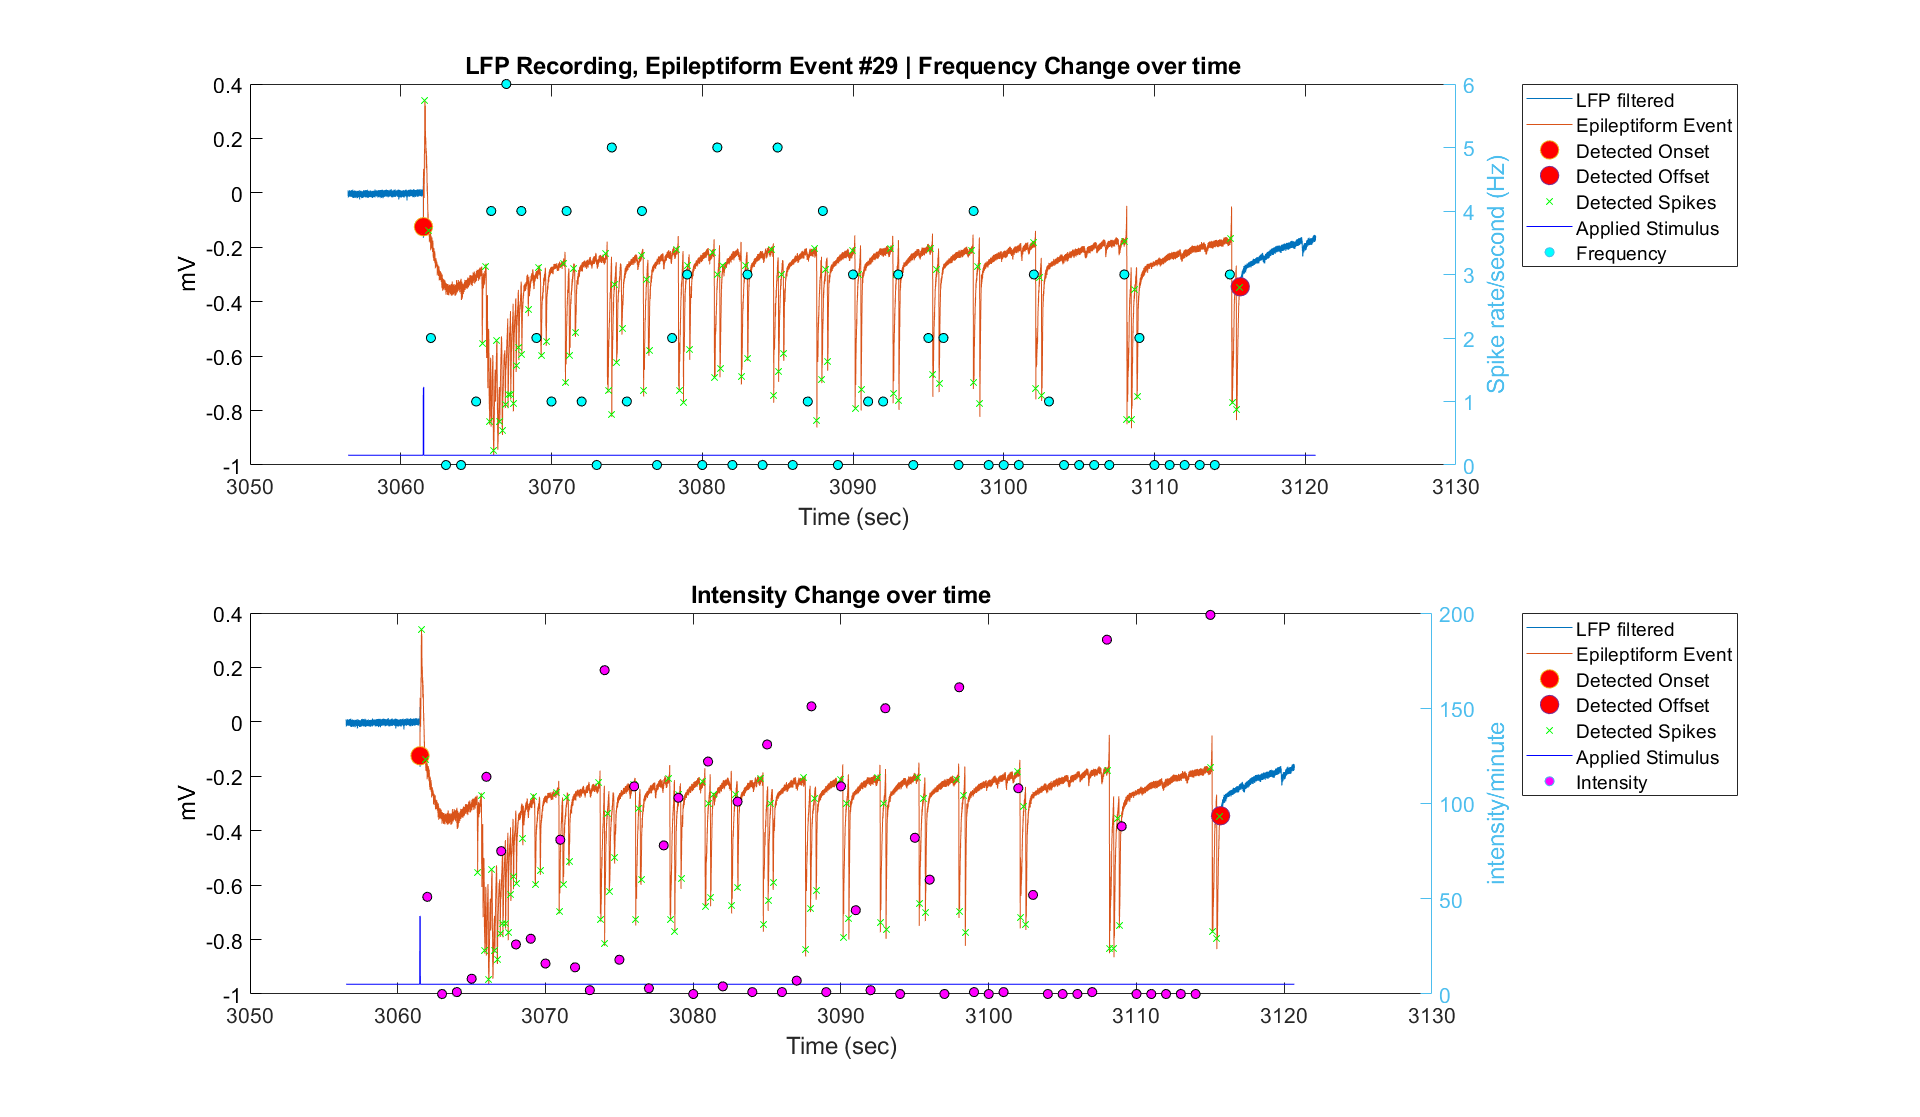 LFP Recording, Epileptiform Event #29 | Frequency Change over time
0.4
0.2
0
-0.2
-0.4
-0.6
-0.8
-1
mV
3050
3060
3070
3080
3090
3100
3110
3120
3130
Time (sec)
6
5
4
3
2
1
0
Spike rate/second (Hz)
LFP filtered
Epileptiform Event
Detected Onset
Detected Offset
Detected Spikes
Applied Stimulus
Frequency
Intensity Change over time
0.4
0.2
0
-0.2
-0.4
-0.6
-0.8
-1
mV
3050
3060
3070
3080
3090
3100
3110
3120
3130
Time (sec)
200
150
100
50
0
intensity/minute
LFP filtered
Epileptiform Event
Detected Onset
Detected Offset
Detected Spikes
Applied Stimulus
Intensity